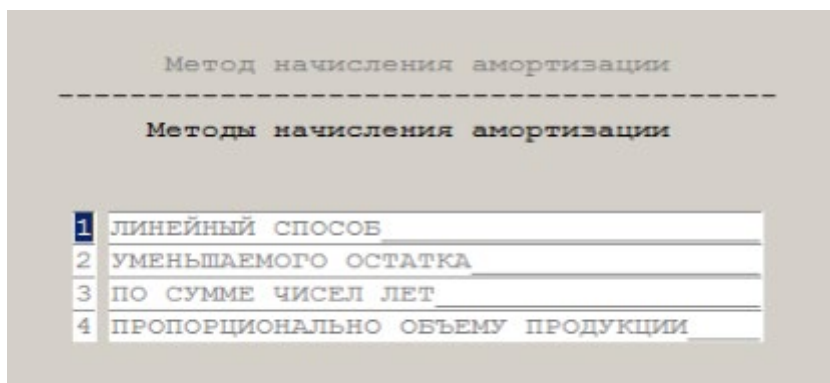 Метод начисления амортизации
Методы начисления амортизации
1 ЛИНЕЙНЫЙ СПОСОБ
2 УМЕНЬШАЕМОГО ОСТАТКА
3 ПО СУММЕ ЧИСЕЛ ЛЕТ
4 ПРОПОРЦИОНАЛЬНО ОБЪЕМУ ПРОДУКЦИИ